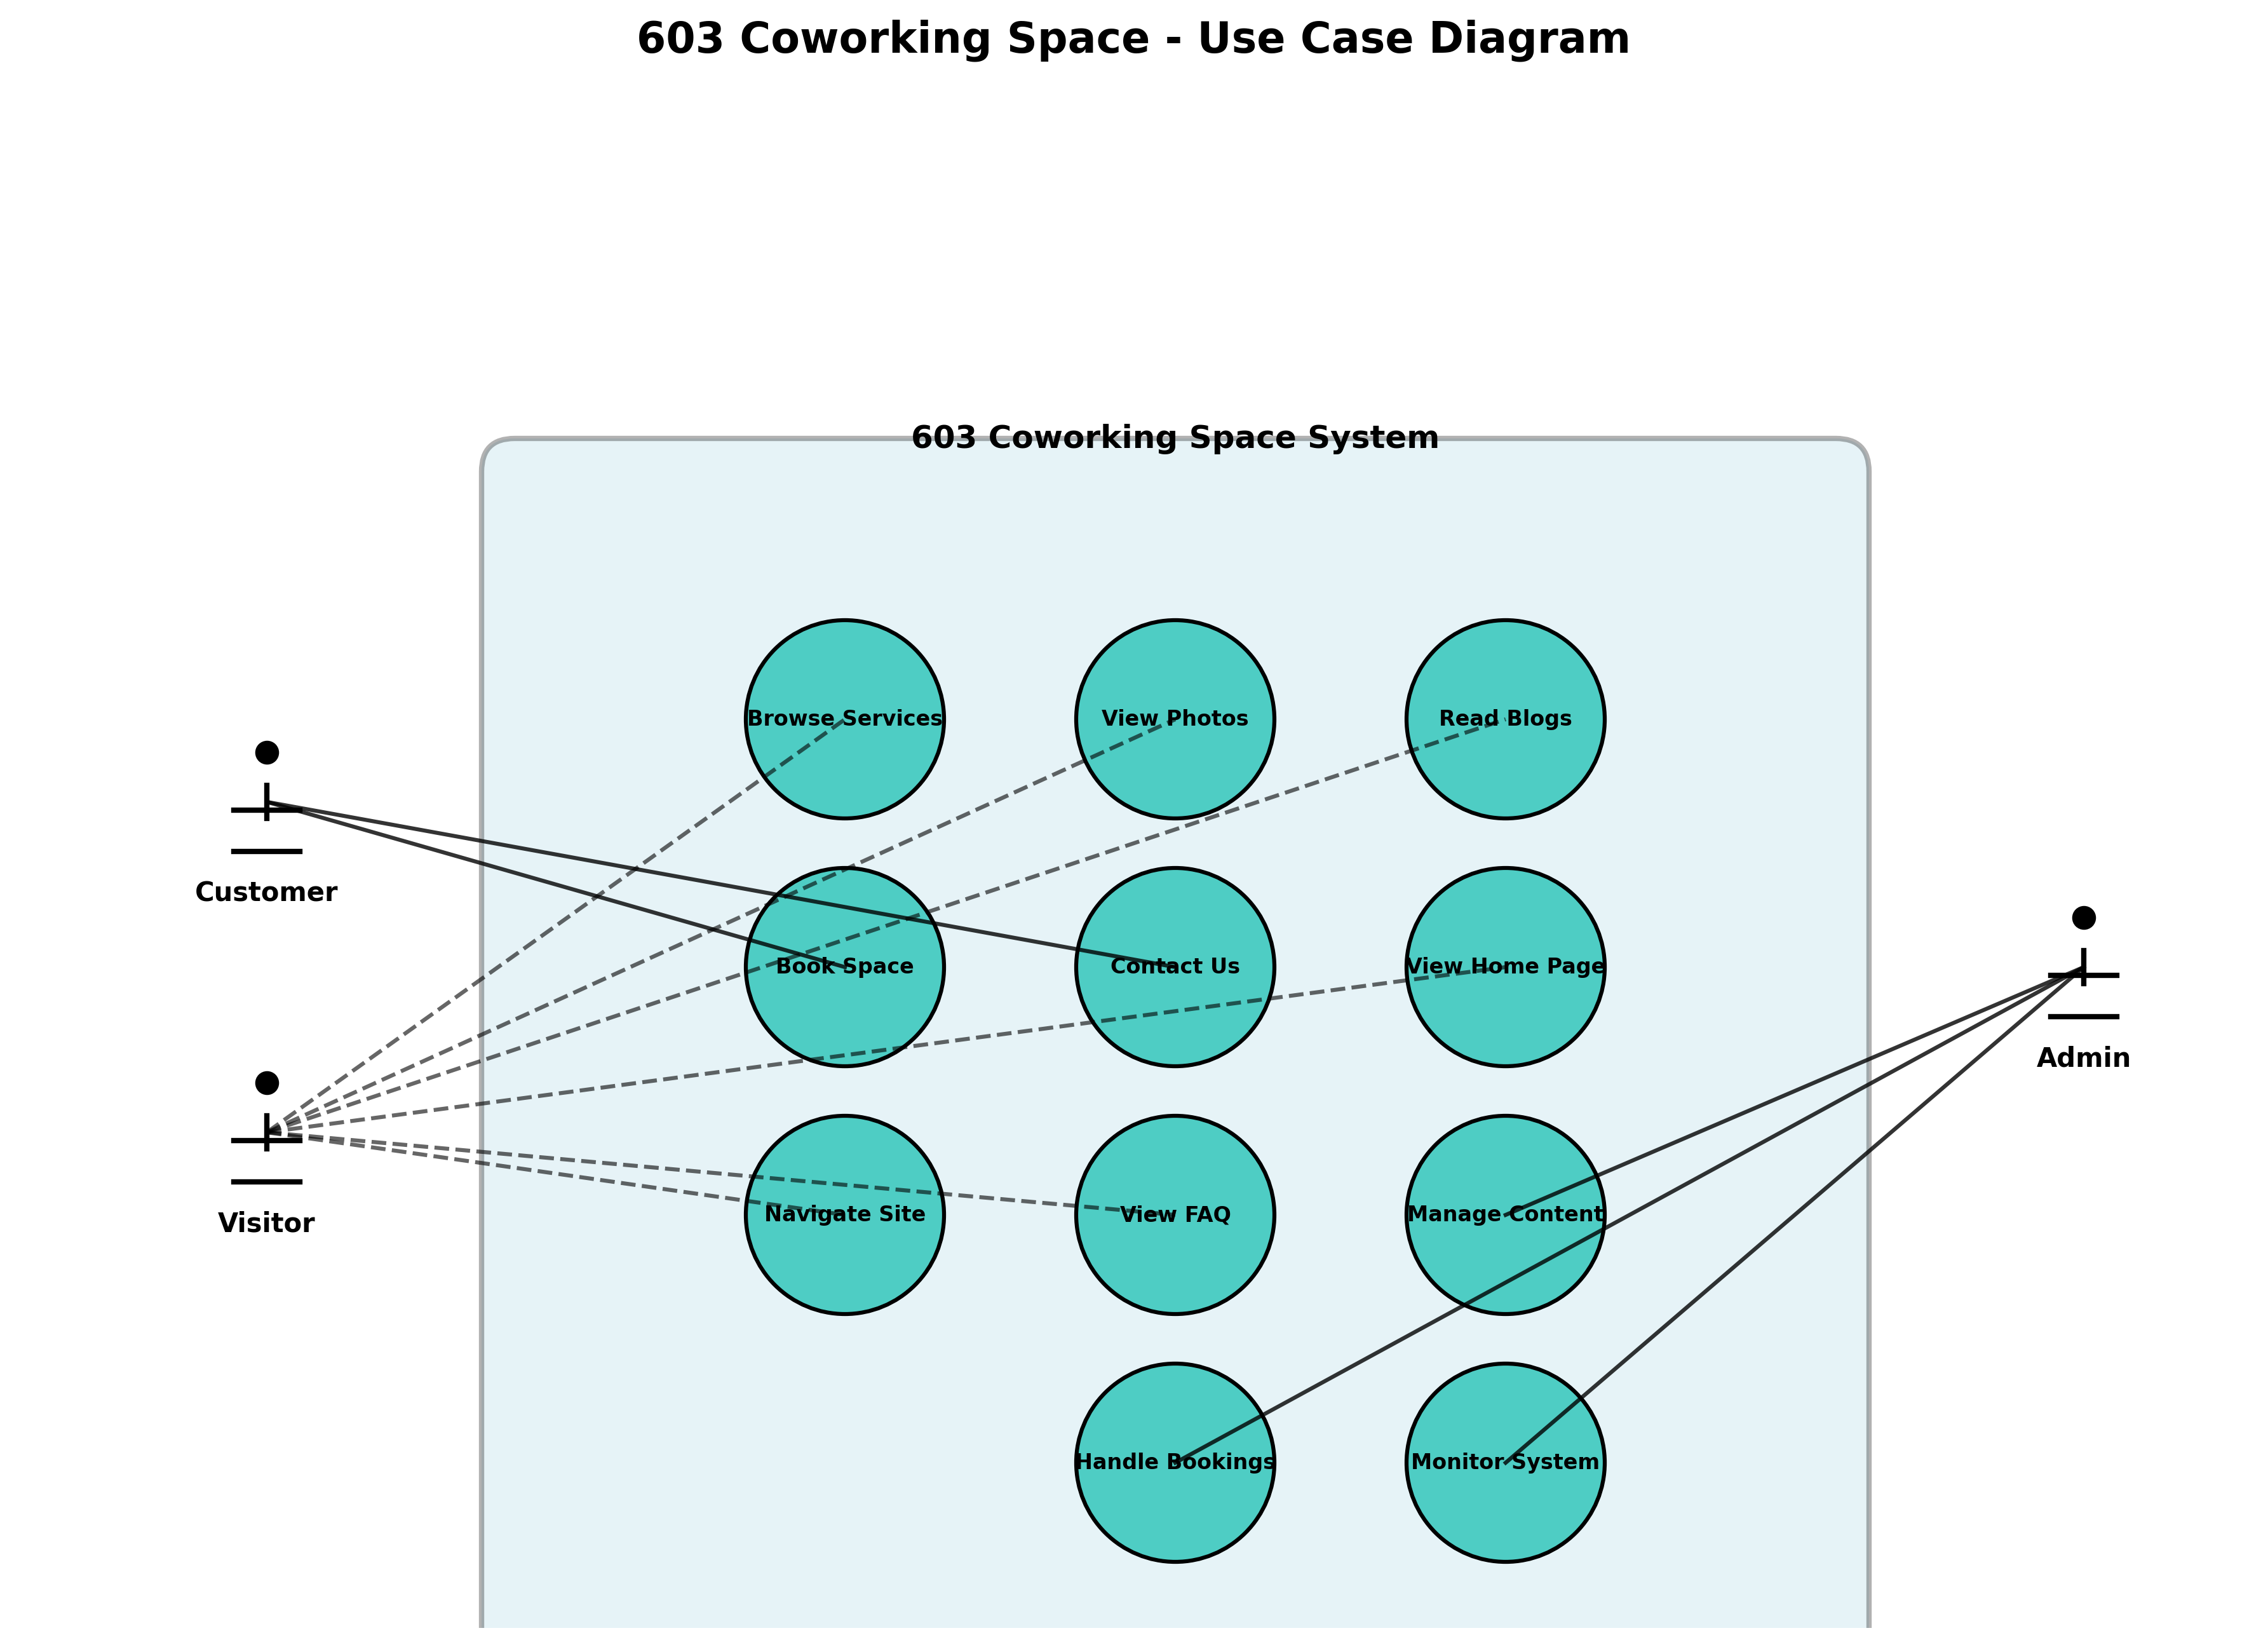 603 Coworking Space - Use Case Diagram
603 Coworking Space System
Browse Services
View Photos
Read Blogs
Customer
Book Space
Contact Us
View Home Page
Admin
Visitor
Navigate Site
View FAQ
Manage Content
Handle Bookings
Monitor System